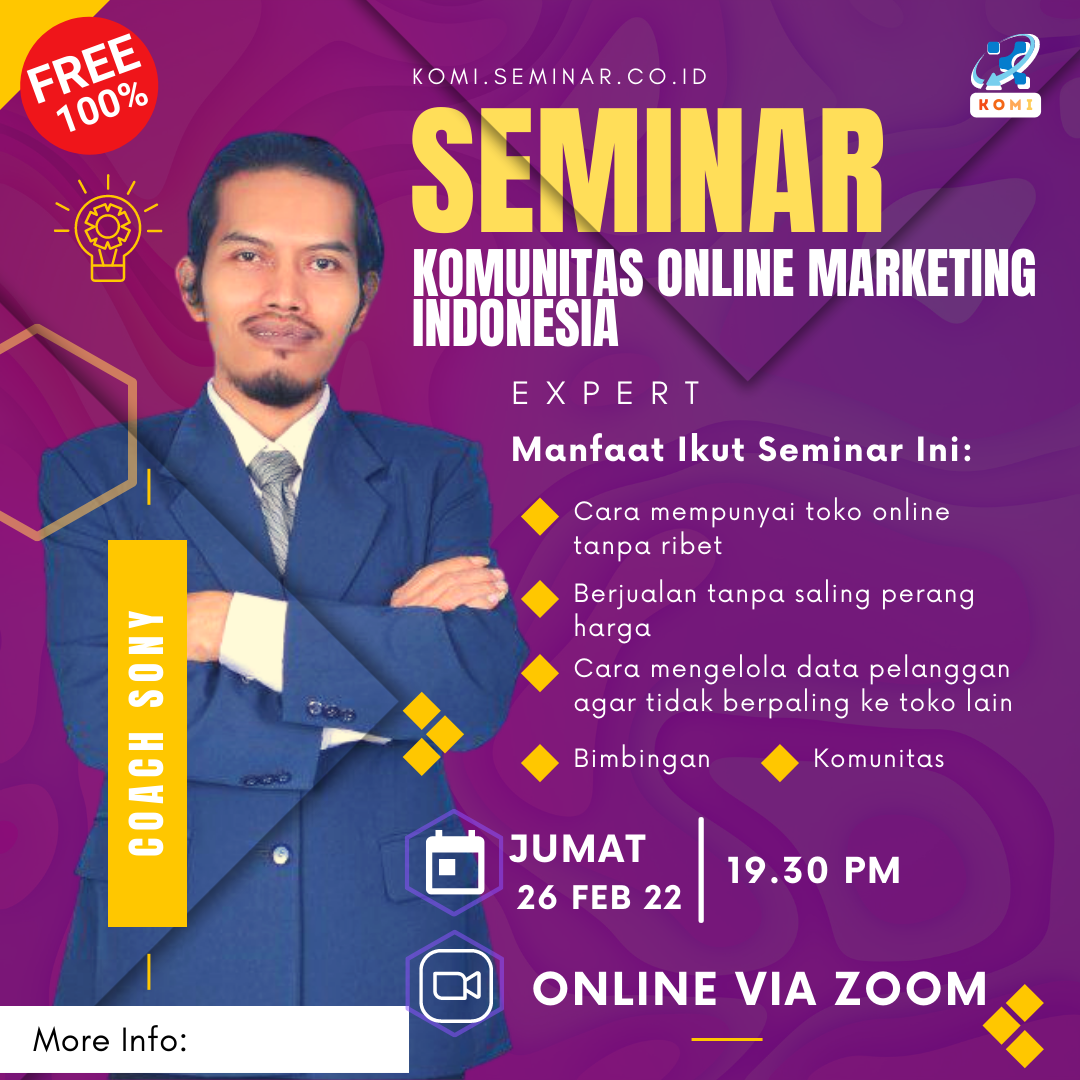 FREE
100%
KOMI.SEMINAR.CO.ID
KOMI
SEMINAR
KOMUNITAS ONLINE MARKETING
INDONESIA
EXPERT
Manfaat Ikut Seminar Ini:
Cara mempunyai toko online
tanpa ribet
Berjualan tanpa saling perang
harga
Cara mengelola data pelanggan
agar tidak berpaling ke toko lain
Bimbingan
Komunitas
COACH SONY
JUMAT
26 FEB 22
19.30 PM
ONLINE VIA ZOOM
More Info: